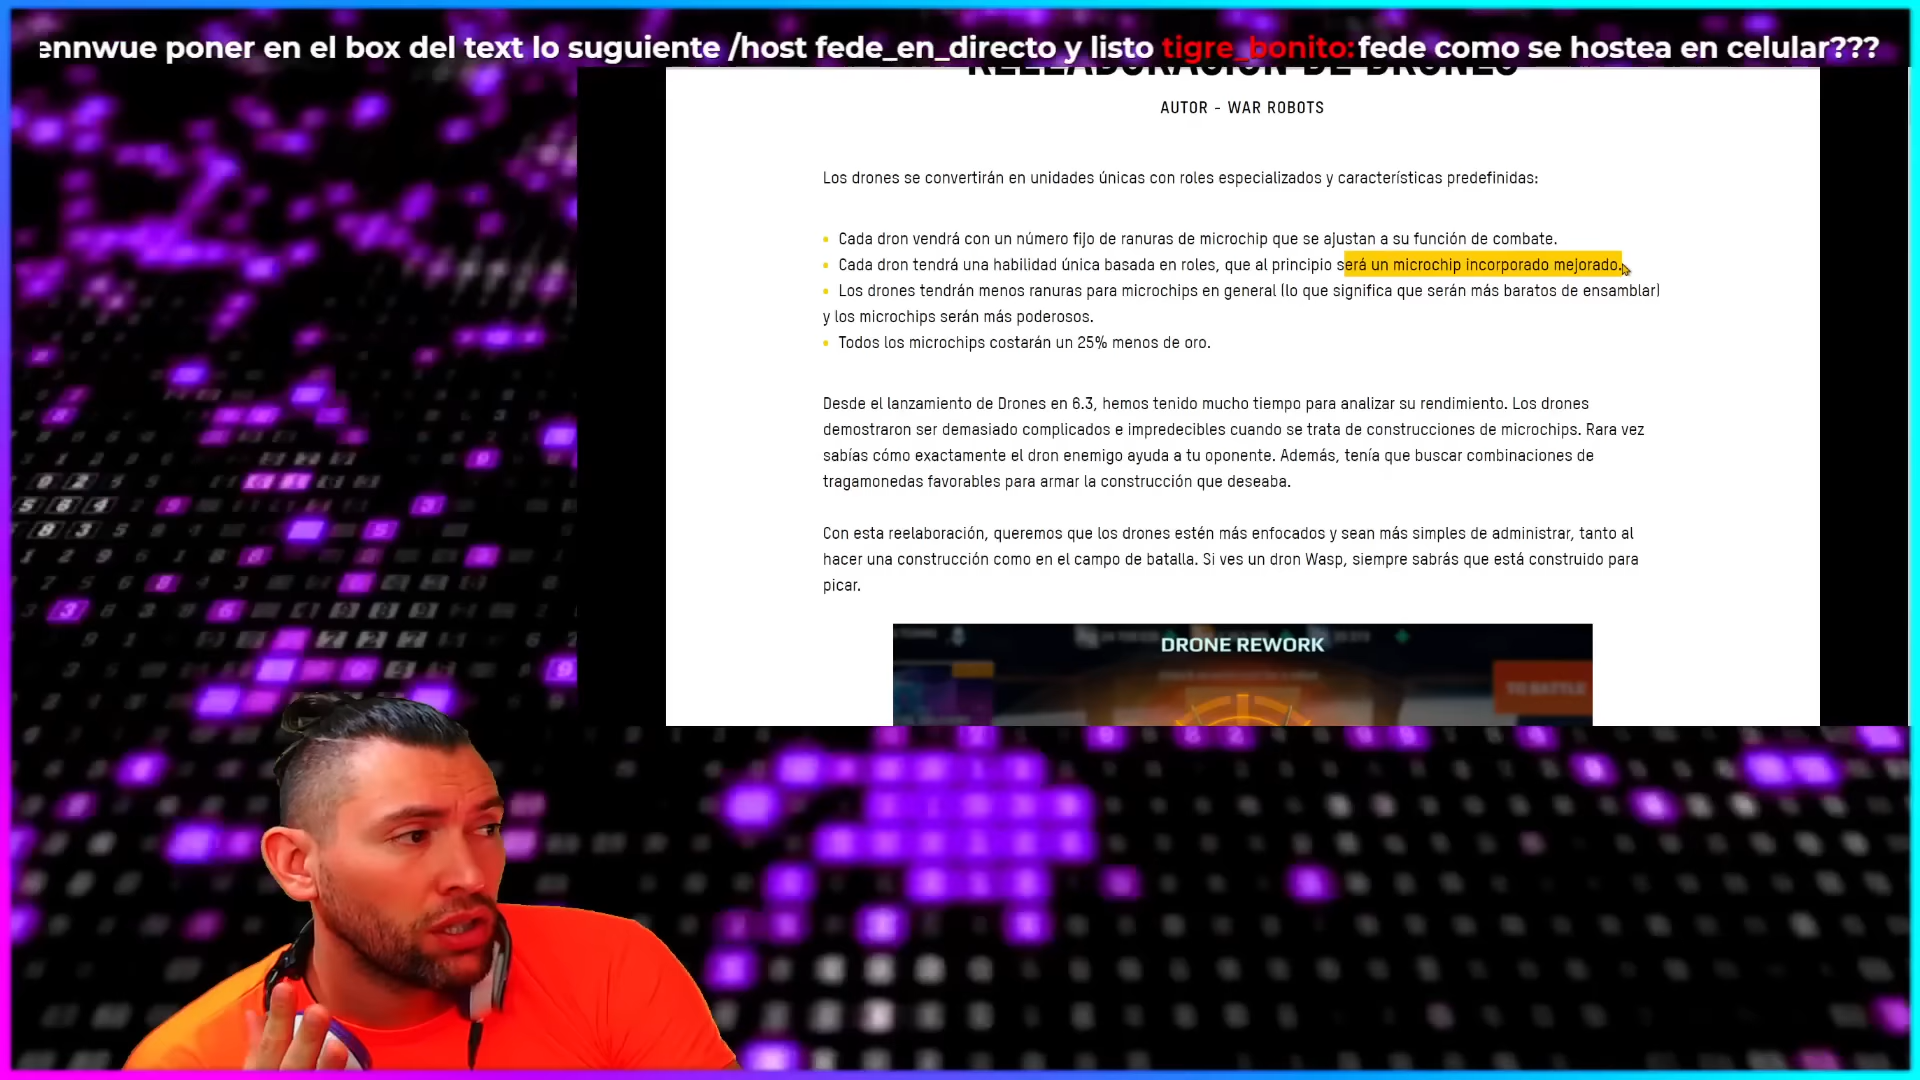 ennwue poner en el box del text lo suguiente /host fede_en_directo y listo tigre_bonito: fede como se hostea en celular???
REELABORACIÓN DE DRONES
AUTOR - WAR ROBOTS
Los drones se convertirán en unidades únicas con roles especializados y características predefinidas:
• Cada dron vendrá con un número fijo de ranuras de microchip que se ajustan a su función de combate.
• Cada dron tendrá una habilidad única basada en roles, que al principio será un microchip incorporado mejorado.
• Los drones tendrán menos ranuras para microchips en general (lo que significa que serán más baratos de ensamblar)
y los microchips serán más poderosos.
• Todos los microchips costarán un 25% menos de oro.
Desde el lanzamiento de Drones en 6.3, hemos tenido mucho tiempo para analizar su rendimiento. Los drones
demostraron ser demasiado complicados e impredecibles cuando se trata de construcciones de microchips. Rara vez
sabías cómo exactamente el dron enemigo ayuda a tu oponente. Además, tenía que buscar combinaciones de
tragamonedas favorables para armar la construcción que deseaba.
Con esta reelaboración, queremos que los drones estén más enfocados y sean más simples de administrar, tanto al
hacer una construcción como en el campo de batalla. Si ves un dron Wasp, siempre sabrás que está construido para
picar.
DRONE REWORK
TO BATTLE